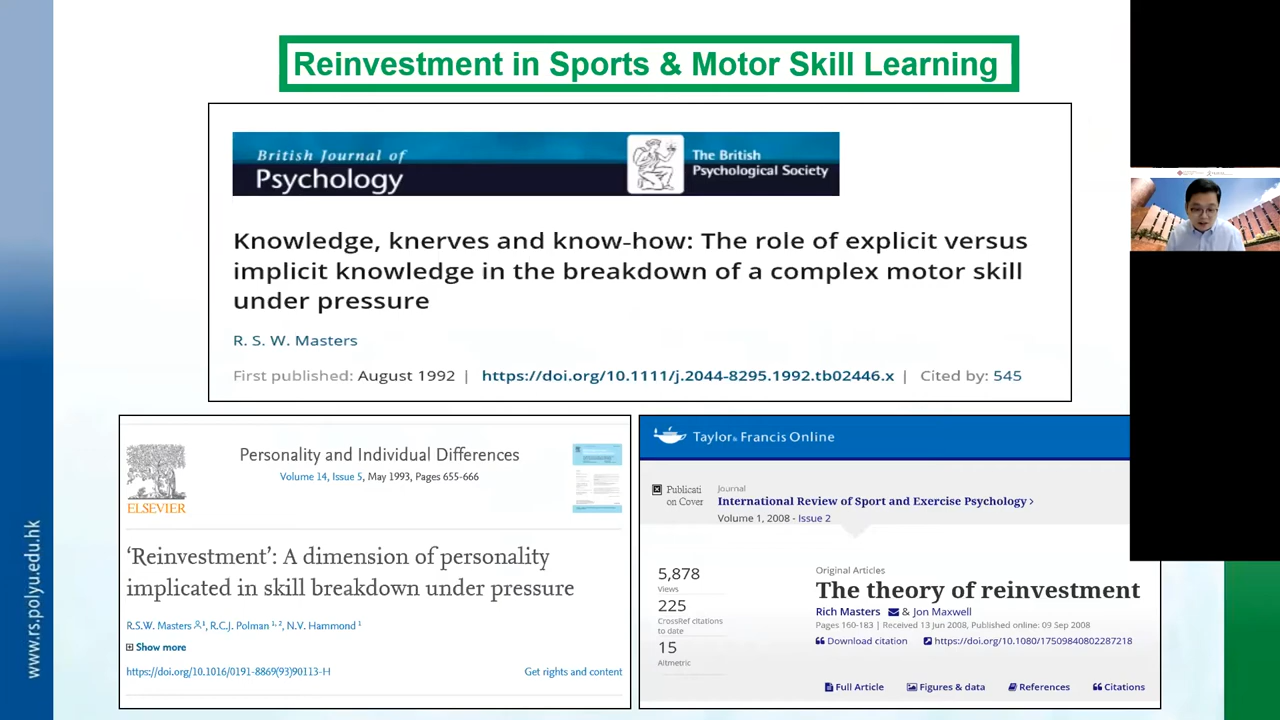 Reinvestment in Sports & Motor Skill Learning
British Journal of
Psychology
The British
Psychological Society
Knowledge, knerves and know-how: The role of explicit versus
implicit knowledge in the breakdown of a complex motor skill
under pressure
R. S. W. Masters
First published: August 1992 | https://doi.org/10.1111/j.2044-8295.1992.tb02446.x | Cited by: 545
ELSEVIER
Personality and Individual Differences
Volume 14, Issue 5, May 1993, Pages 655-666
'Reinvestment': A dimension of personality
implicated in skill breakdown under pressure
R.S.W. Masters 1, R.C.J. Polman 1, 2, N.V. Hammond 1
Show more
https://doi.org/10.1016/0191-8869(93)90113-H
Get rights and content
Taylor & Francis Online
Publicati
on Cover
Journal
International Review of Sport and Exercise Psychology >
Volume 1, 2008 - Issue 2
5,878
Views
225
CrossRef citations
to date
15
Altmetric
Original Articles
The theory of reinvestment
Rich Masters & Jon Maxwell
Pages 160-183 | Received 13 Jun 2008, Published online: 09 Sep 2008
Download citation
https://doi.org/10.1080/17509840802287218
Full Article
Figures & data
References
Citations
www.rs.polyu.edu.hk